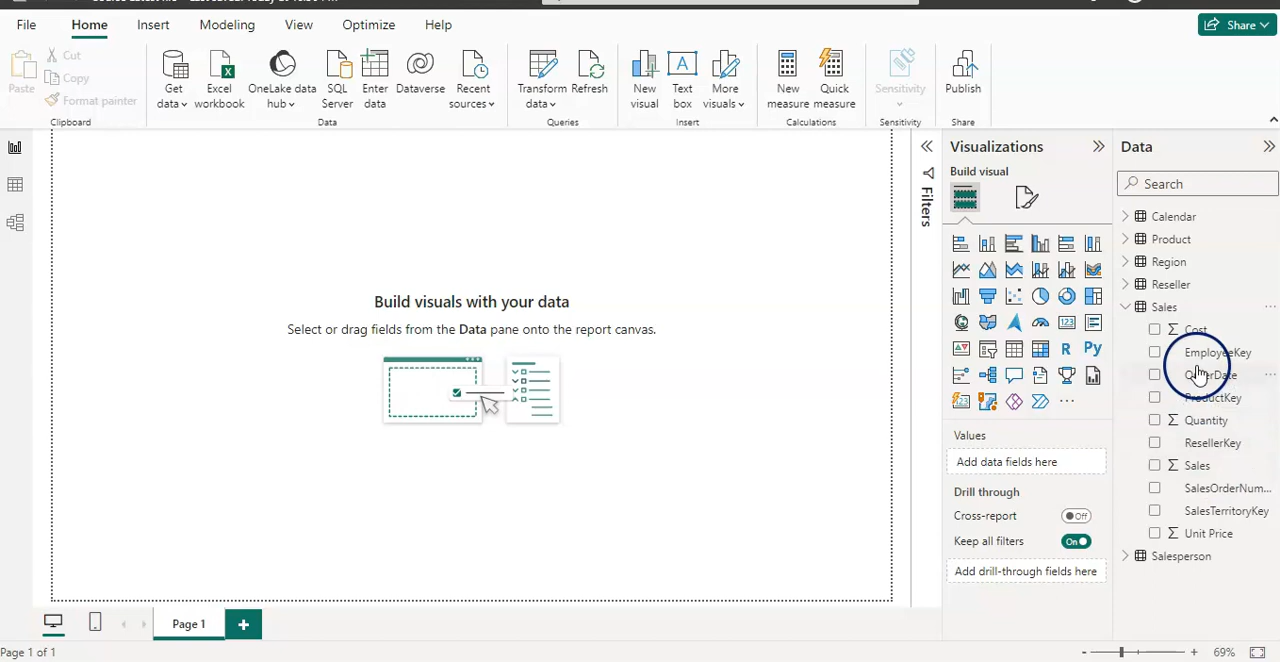 File Home Insert Modeling View Optimize Help Share
Paste Cut Copy Format painter
Get data Excel workbook OneLake data hub SQL Server Enter data Dataverse Recent sources Transform data Refresh New visual Text box More visuals New measure Quick measure Sensitivity Publish
Clipboard Data Queries Insert Calculations Sensitivity Share
Build visuals with your data
Select or drag fields from the Data pane onto the report canvas.
Filters
Visualizations
Build visual
R Py
123
Values
Add data fields here
Drill through
Cross-report Off
Keep all filters On
Add drill-through fields here
Data
Search
Calendar
Product
Region
Reseller
Sales
Σ Cost
EmployeeKey
OrderDate
ProductKey
Σ Quantity
ResellerKey
Σ Sales
SalesOrderNum...
SalesTerritoryKey
Σ Unit Price
Salesperson
Page 1
Page 1 of 1
- + 69%